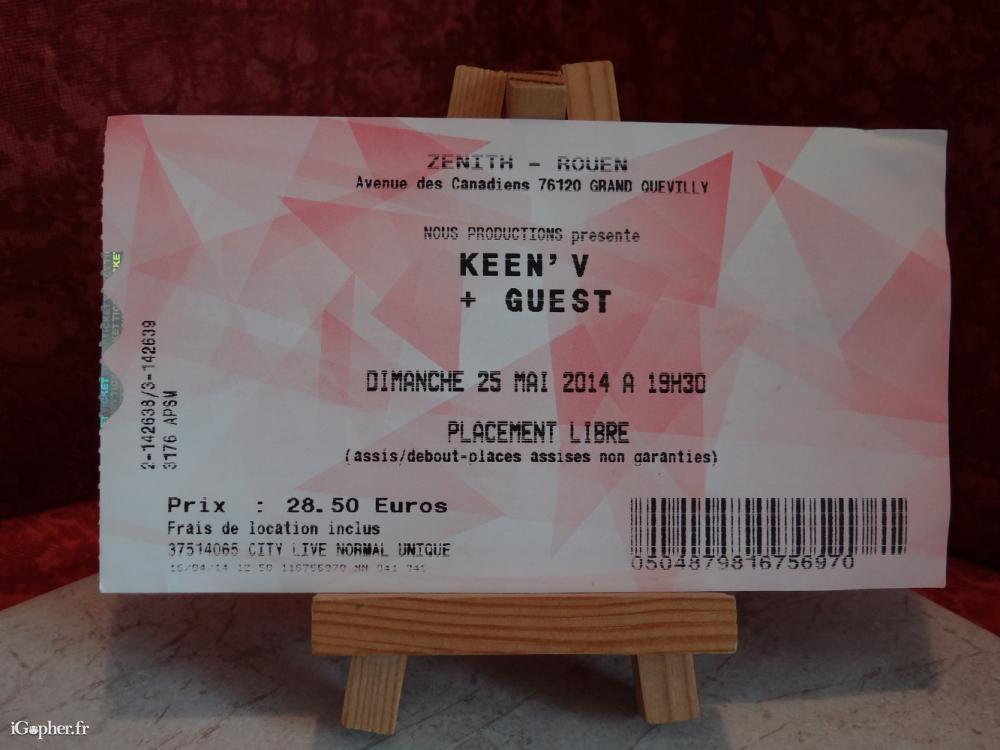 ZENITH - ROUEN
Avenue des Canadiens 76120 GRAND QUEVILLY
NOUS PRODUCTIONS presente
KEEN' V
+ GUEST
DIMANCHE 25 MAI 2014 A 19H30
PLACEMENT LIBRE
(assis/debout-places assises non garanties)
2-142638/3-142639
3176 APSM
Prix : 28.50 Euros
Frais de location inclus
37514065 CITY LIVE NORMAL UNIQUE
0504879816756970
iGopher.fr